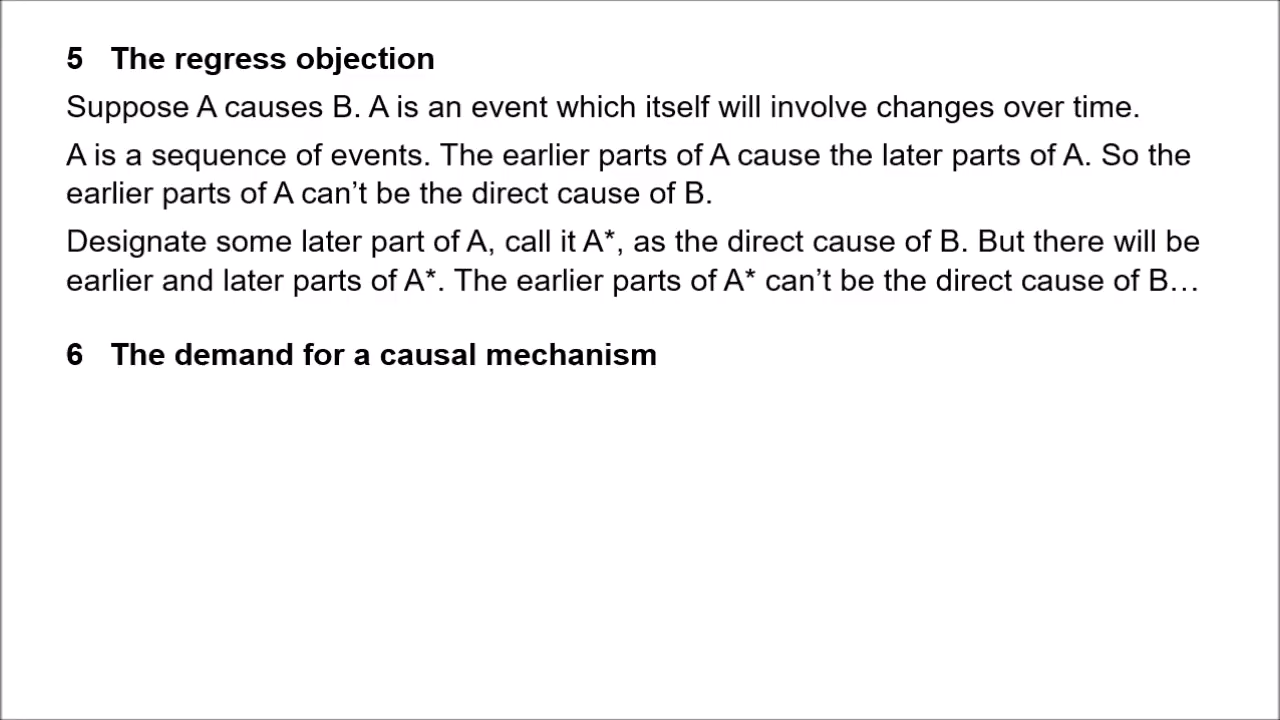 5 The regress objection
Suppose A causes B. A is an event which itself will involve changes over time.
A is a sequence of events. The earlier parts of A cause the later parts of A. So the
earlier parts of A can’t be the direct cause of B.
Designate some later part of A, call it A*, as the direct cause of B. But there will be
earlier and later parts of A*. The earlier parts of A* can’t be the direct cause of B…
6 The demand for a causal mechanism